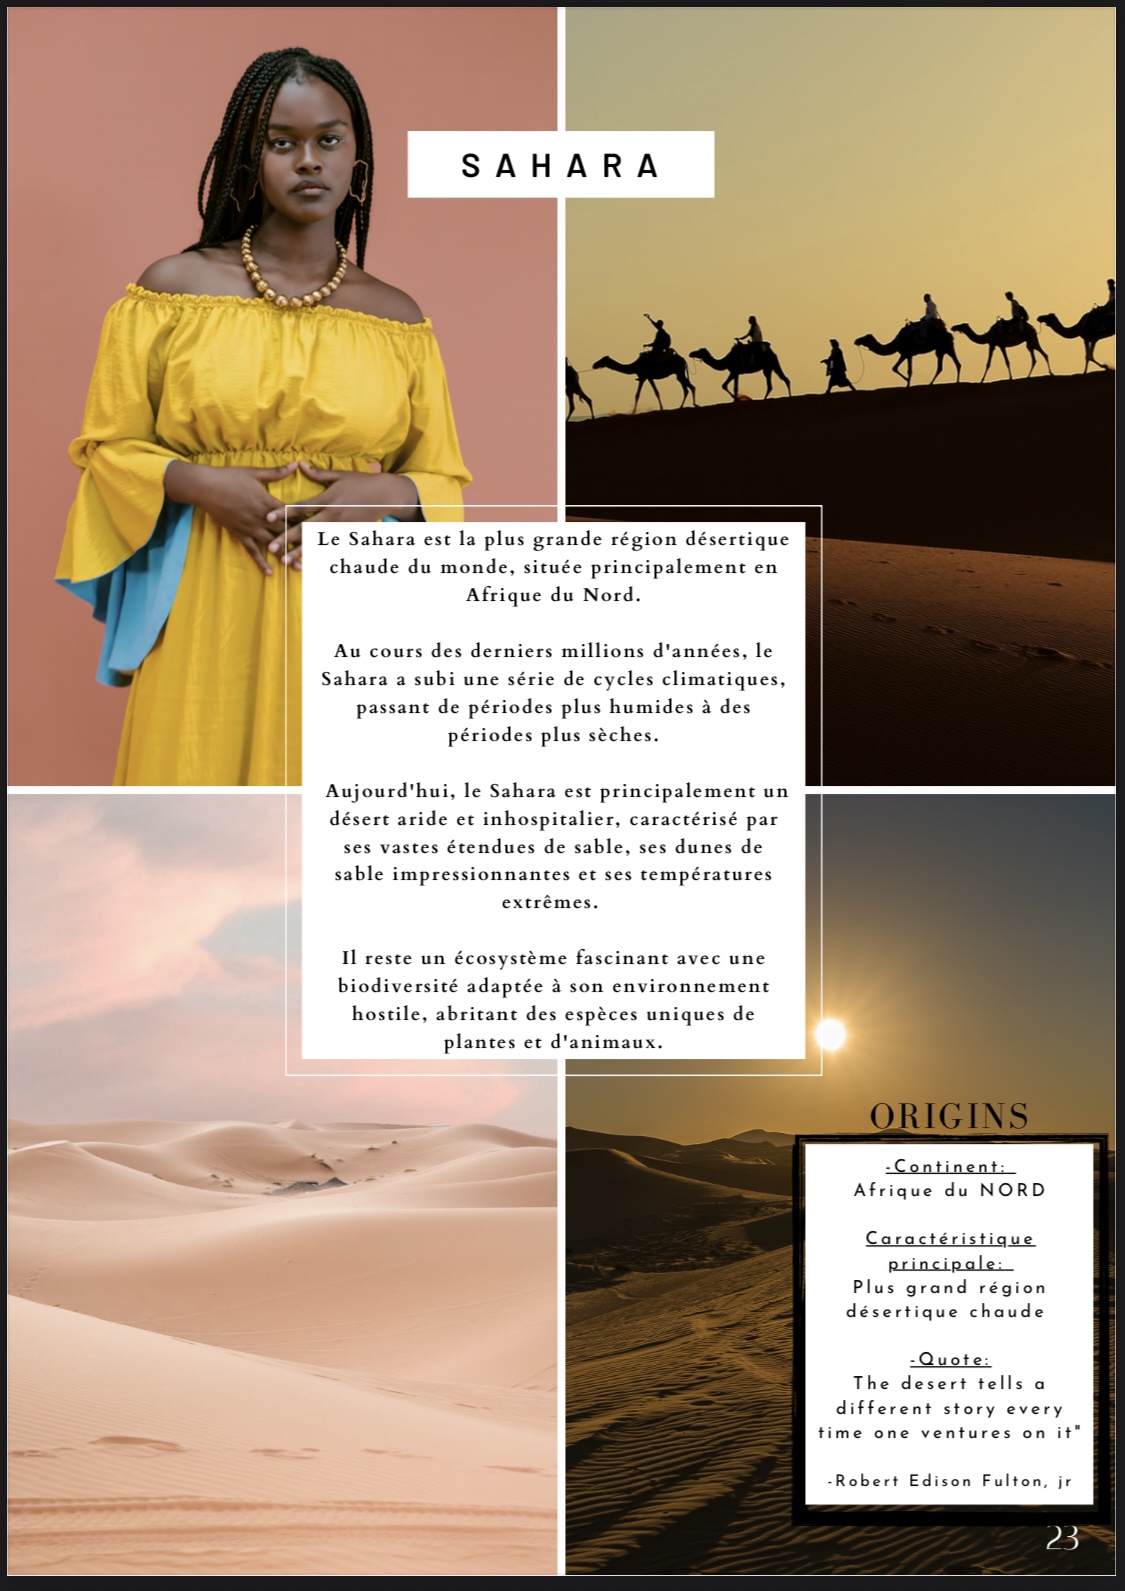 SAHARA
Le Sahara est la plus grande région désertique
chaude du monde, située principalement en
Afrique du Nord.
Au cours des derniers millions d'années, le
Sahara a subi une série de cycles climatiques,
passant de périodes plus humides à des
périodes plus sèches.
Aujourd'hui, le Sahara est principalement un
désert aride et inhospitalier, caractérisé par
ses vastes étendues de sable, ses dunes de
sable impressionnantes et ses températures
extrêmes.
Il reste un écosystème fascinant avec une
biodiversité adaptée à son environnement
hostile, abritant des espèces uniques de
plantes et d'animaux.
ORIGINS
-Continent:
Afrique du NORD
Caractéristique
principale:
Plus grand région
désertique chaude
-Quote:
The desert tells a
different story every
time one ventures on it"
-Robert Edison Fulton, jr
23